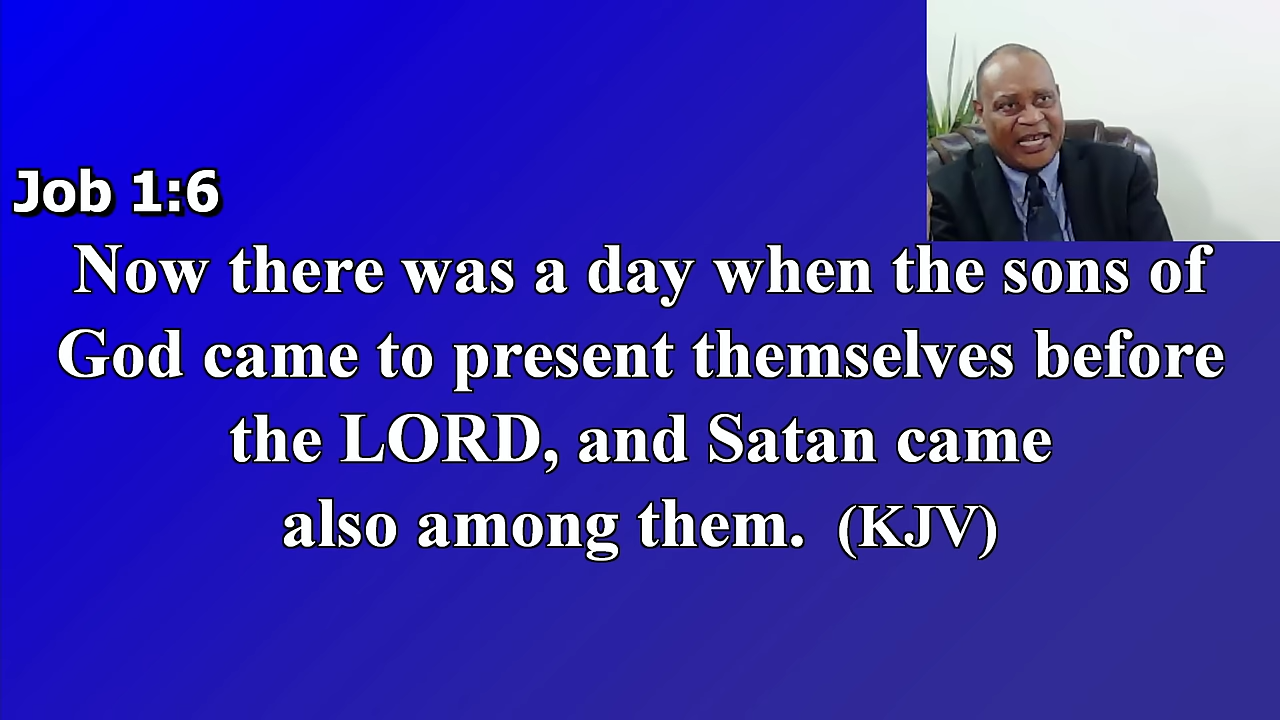 Job 1:6
Now there was a day when the sons of
God came to present themselves before
the LORD, and Satan came
also among them. (KJV)